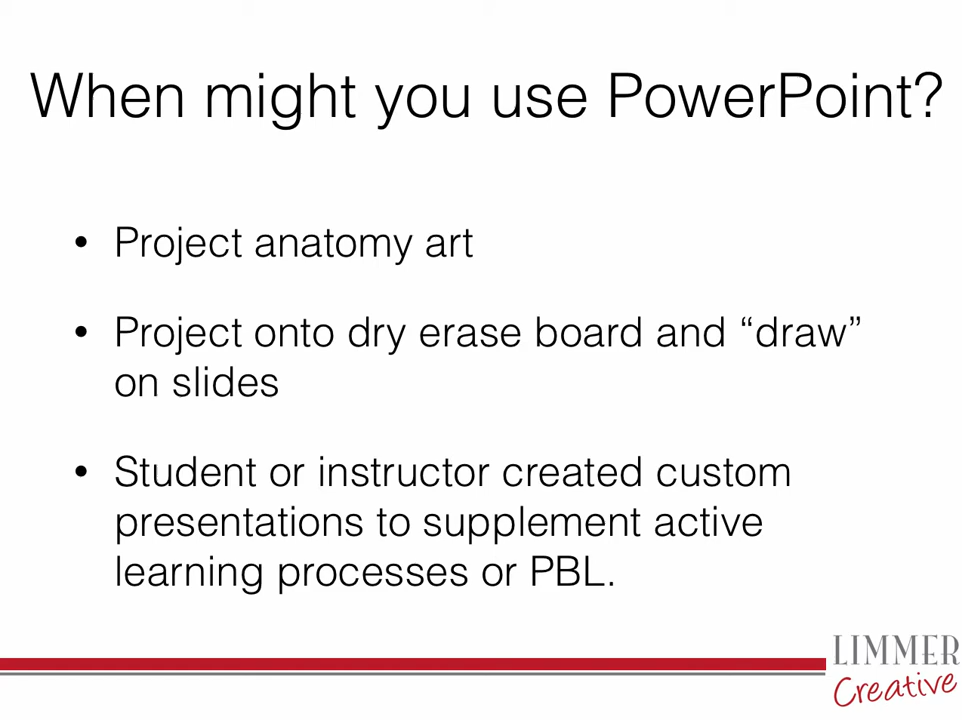 When might you use PowerPoint?
• Project anatomy art
• Project onto dry erase board and “draw”
on slides
• Student or instructor created custom
presentations to supplement active
learning processes or PBL.
LIMMER
Creative